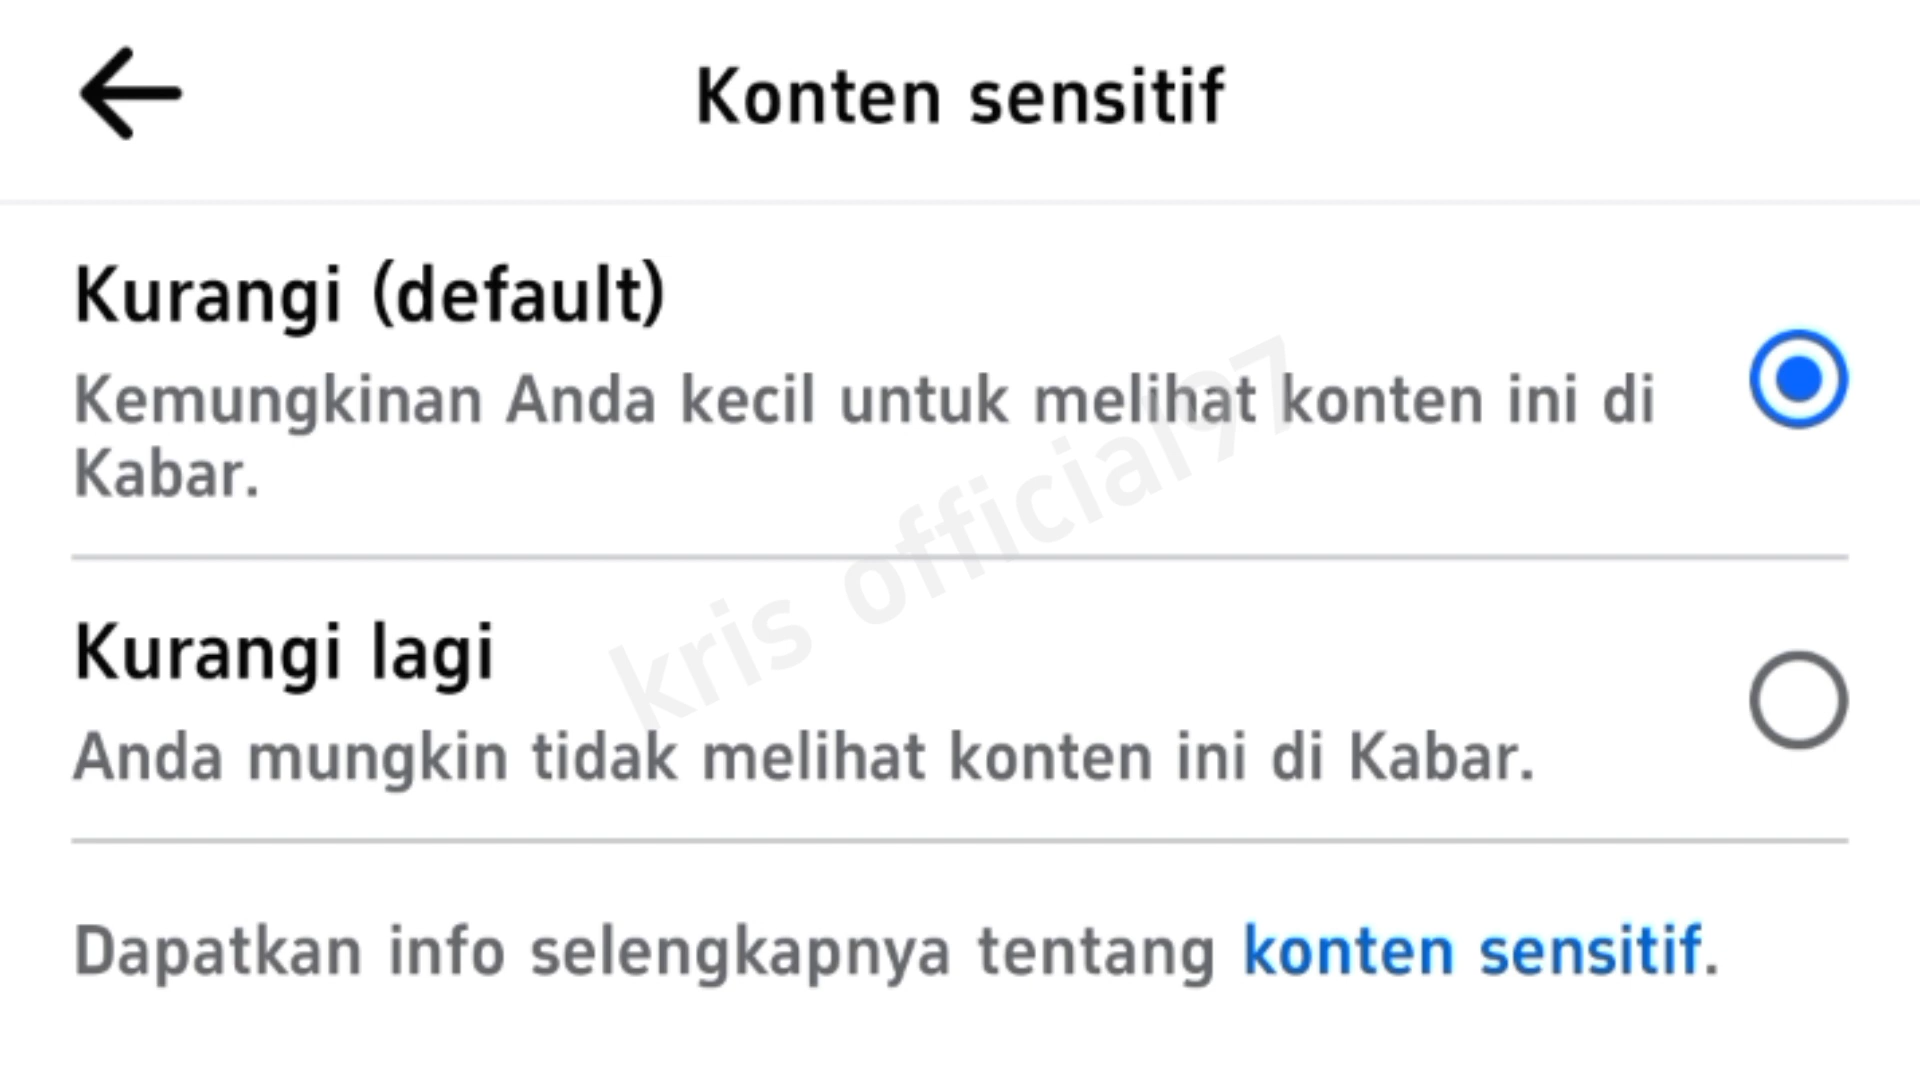 Konten sensitif
Kurangi (default)
Kemungkinan Anda kecil untuk melihat konten ini di
Kabar.
kris official97
Kurangi lagi
Anda mungkin tidak melihat konten ini di Kabar.
Dapatkan info selengkapnya tentang konten sensitif.